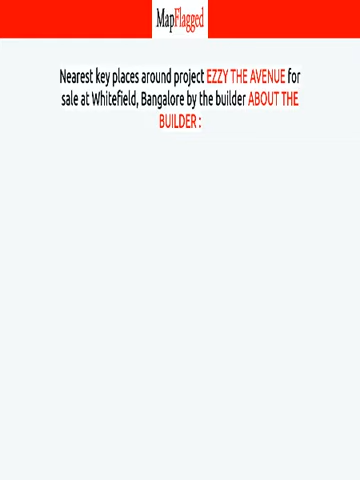 MapFlagged
Nearest key places around project EZZY THE AVENUE for
sale at Whitefield, Bangalore by the builder ABOUT THE
BUILDER :